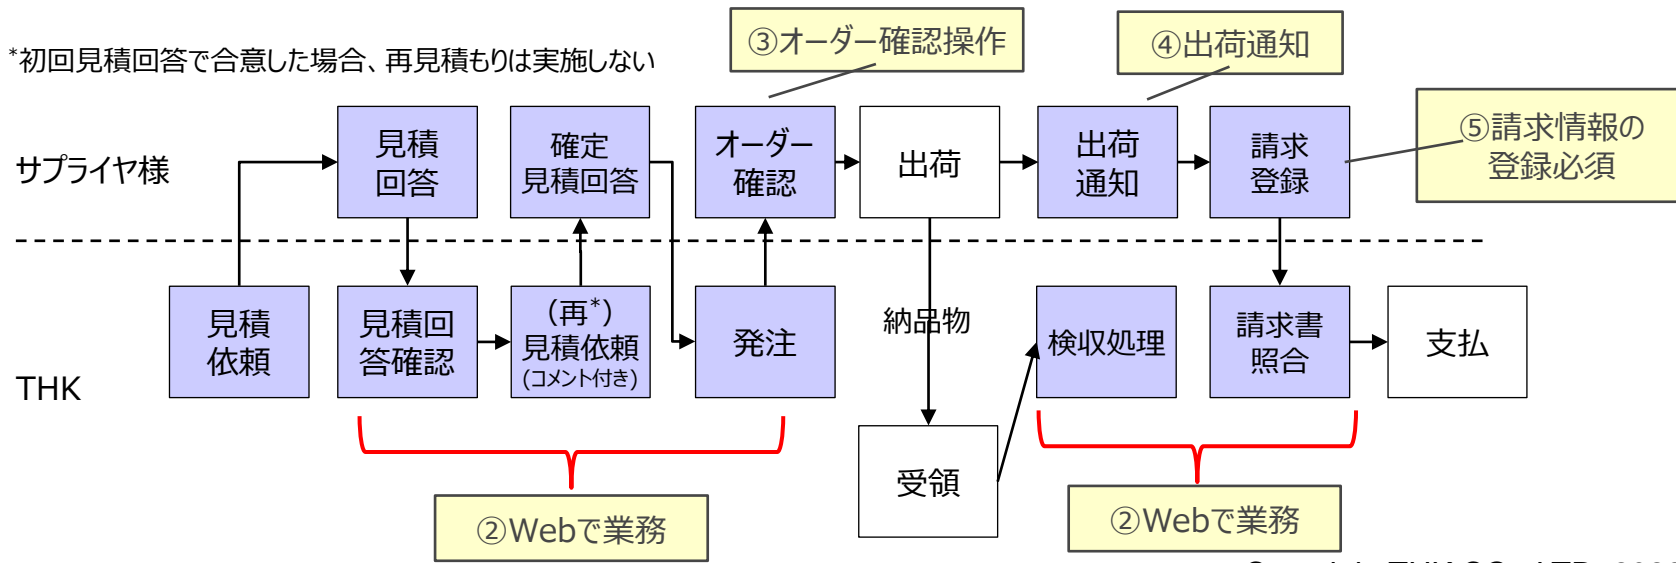 *初回見積回答で合意した場合、再見積もりは実施しない
③オーダー確認操作
④出荷通知
⑤請求情報の
登録必須
サプライヤ様
見積
回答
確定
見積回答
オーダー
確認
出荷
出荷
通知
請求
登録
THK
見積
依頼
見積回
答確認
(再*)
見積依頼
(コメント付き)
発注
納品物
検収処理
請求書
照合
支払
受領
②Webで業務
②Webで業務